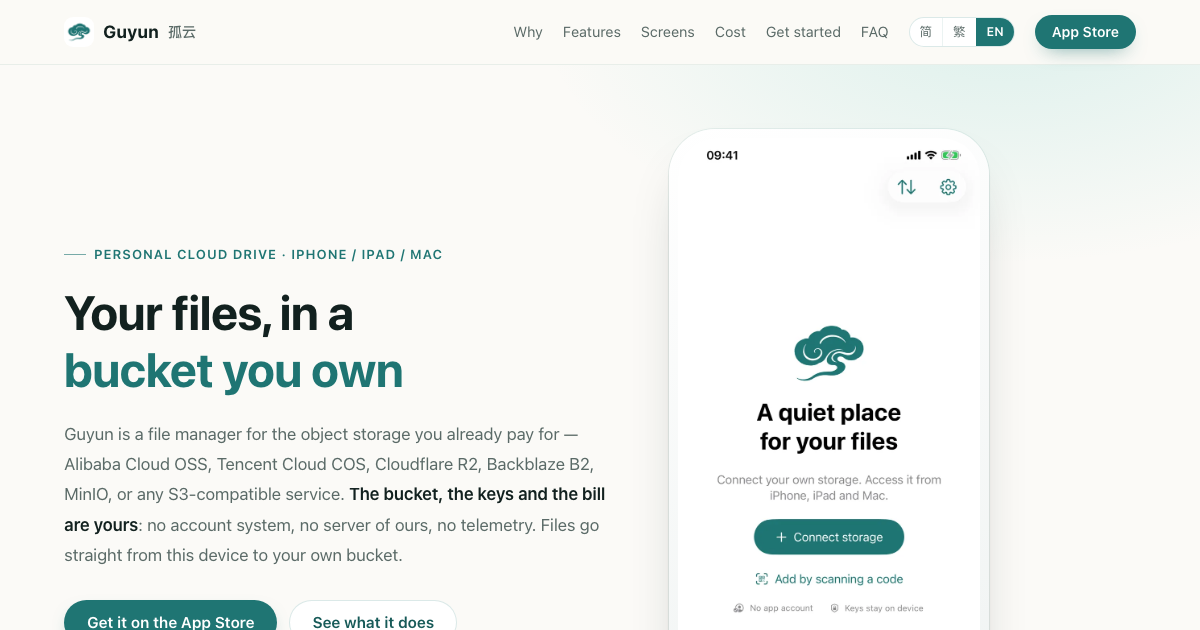 Guyun 孤云
Why Features Screens Cost Get started FAQ 简 繁 EN App Store
PERSONAL CLOUD DRIVE · IPHONE / IPAD / MAC
Your files, in a
bucket you own
Guyun is a file manager for the object storage you already pay for —
Alibaba Cloud OSS, Tencent Cloud COS, Cloudflare R2, Backblaze B2,
MinIO, or any S3-compatible service. The bucket, the keys and the bill
are yours: no account system, no server of ours, no telemetry. Files go
straight from this device to your own bucket.
Get it on the App Store
See what it does
09:41
A quiet place
for your files
Connect your own storage. Access it from
iPhone, iPad and Mac.
+ Connect storage
Add by scanning a code
No app account Keys stay on device